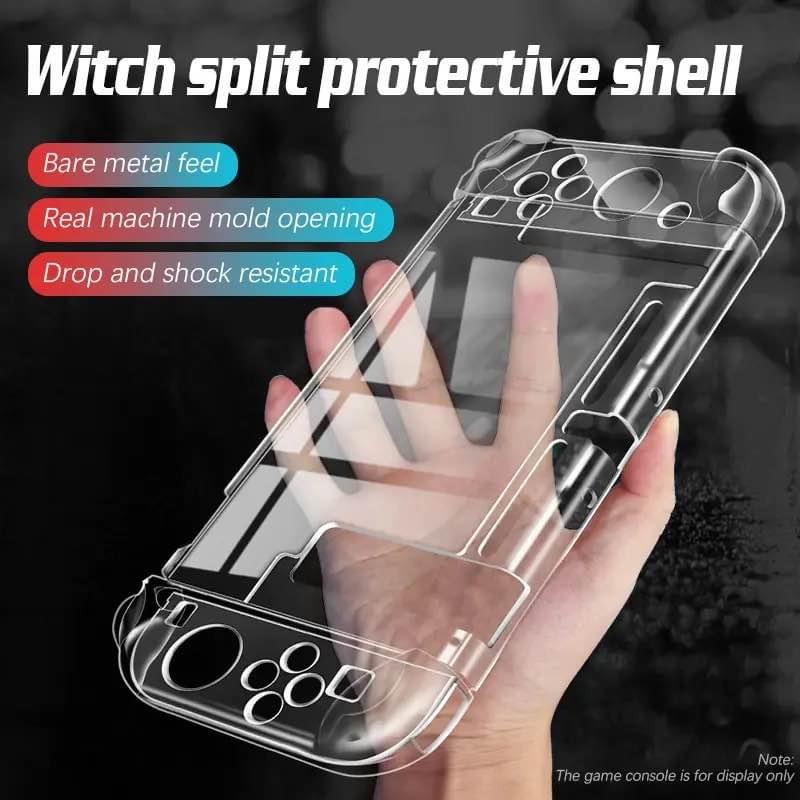 Witch split protective shell
Bare metal feel
Real machine mold opening
Drop and shock resistant
Note:
The game console is for display only